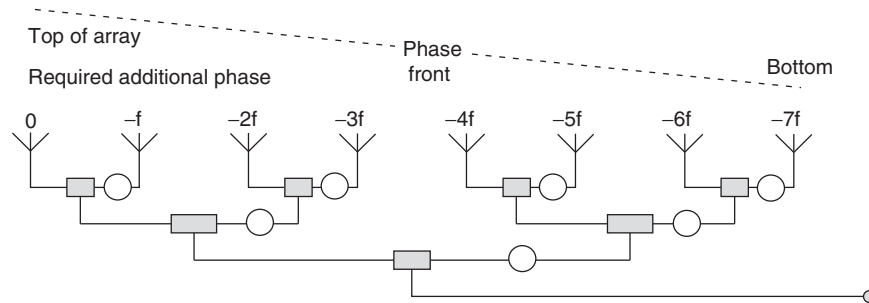 Top of array
Phase
front
Required additional phase
Bottom
0 –f –2f –3f –4f –5f –6f –7f